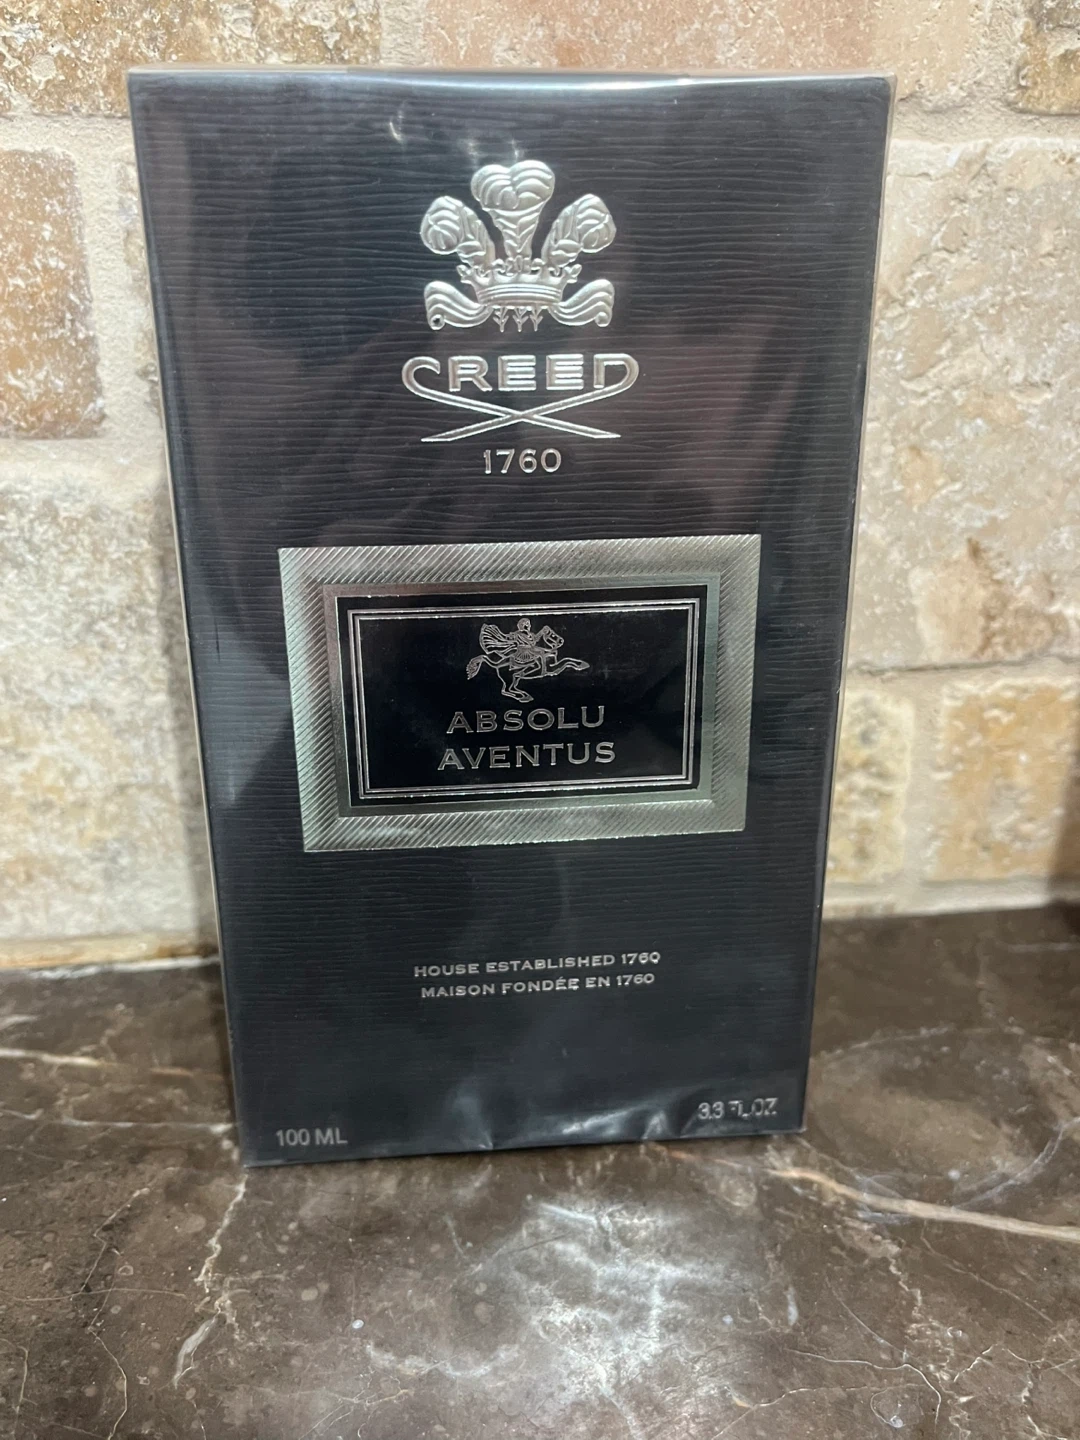 CREED
1760
ABSOLU
AVENTUS
HOUSE ESTABLISHED 1760
MAISON FONDÉE EN 1760
100 ML
3.3 FL.OZ.